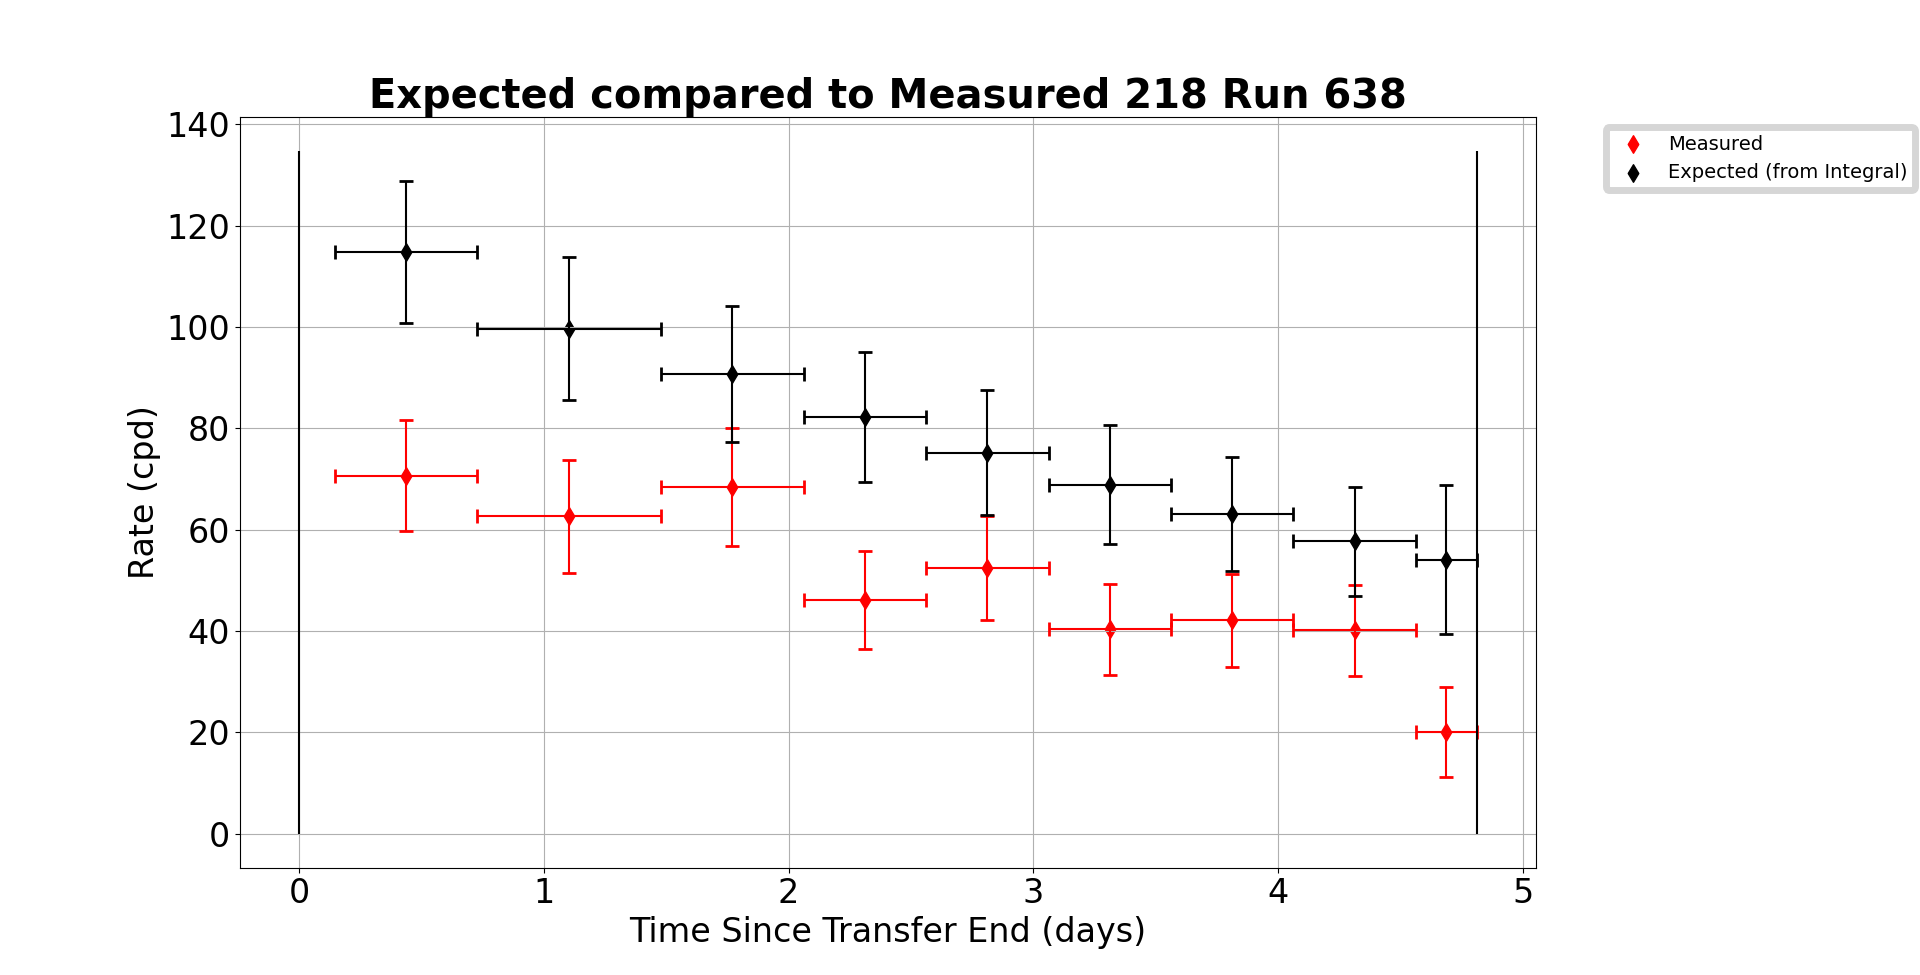 Expected compared to Measured 218 Run 638
Measured
Expected (from Integral)
Rate (cpd)
140
120
100
80
60
40
20
0
0 1 2 3 4 5
Time Since Transfer End (days)